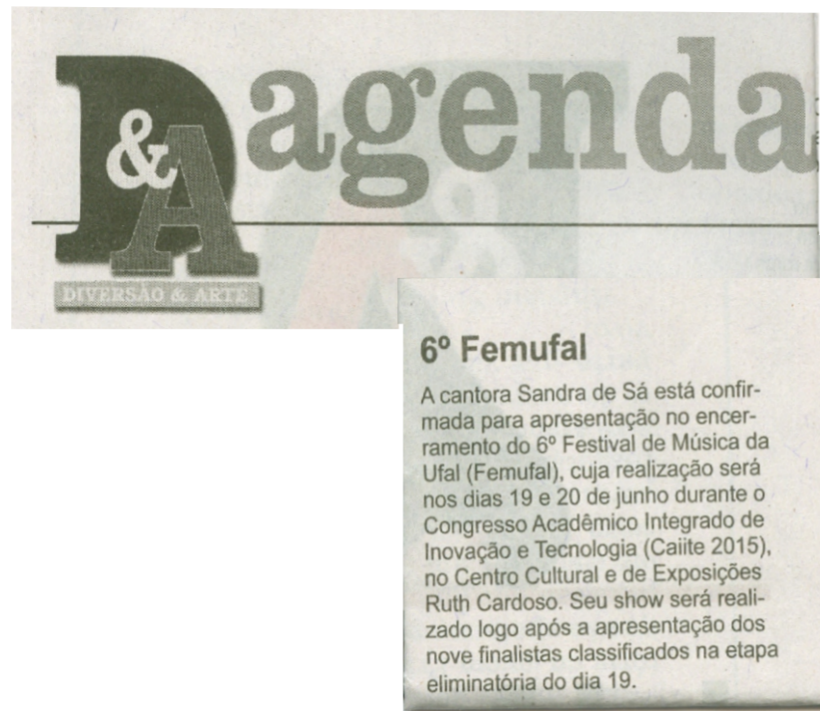 D&A agenda
DIVERSÃO & ARTE
6º Femufal
A cantora Sandra de Sá está confir-
mada para apresentação no encer-
ramento do 6º Festival de Música da
Ufal (Femufal), cuja realização será
nos dias 19 e 20 de junho durante o
Congresso Acadêmico Integrado de
Inovação e Tecnologia (Caiite 2015),
no Centro Cultural e de Exposições
Ruth Cardoso. Seu show será reali-
zado logo após a apresentação dos
nove finalistas classificados na etapa
eliminatória do dia 19.